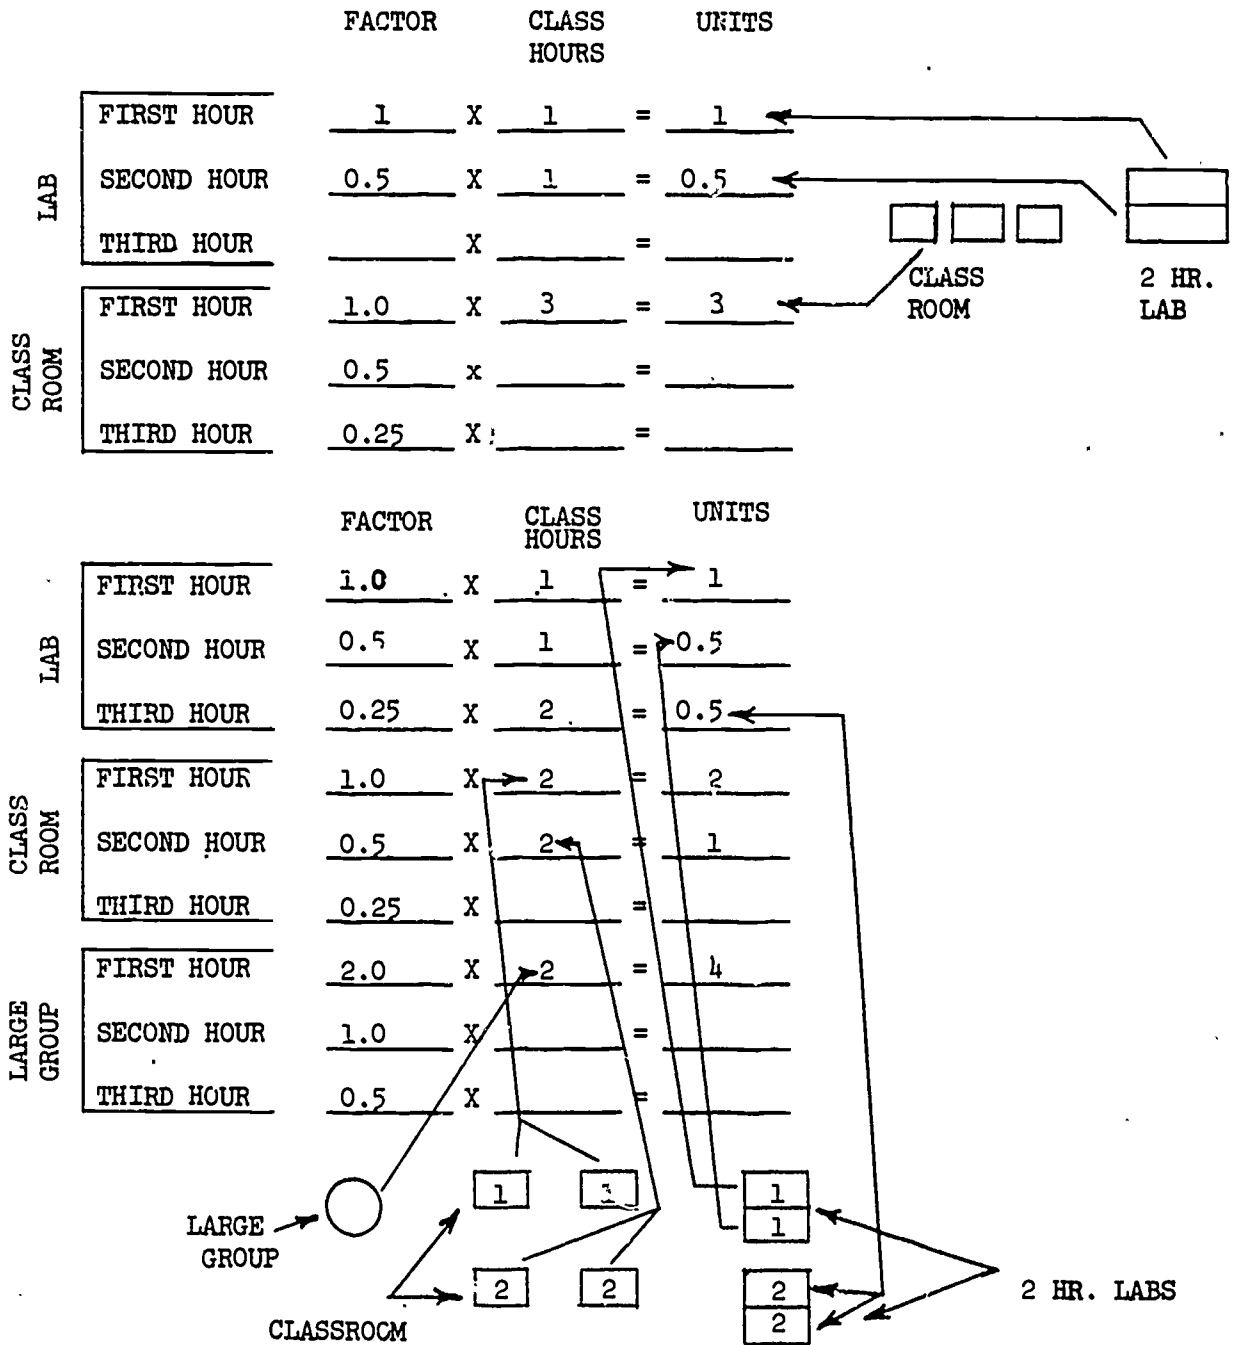 FACTOR CLASS UNITS
HOURS
LAB
FIRST HOUR 1 X 1 = 1
SECOND HOUR 0.5 X 1 = 0.5
THIRD HOUR X =
CLASS ROOM
2 HR. LAB
CLASS ROOM
FIRST HOUR 1.0 X 3 = 3
SECOND HOUR 0.5 x =
THIRD HOUR 0.25 X =
FACTOR CLASS UNITS
HOURS
LAB
FIRST HOUR 1.0 X 1 = 1
SECOND HOUR 0.5 X 1 = 0.5
THIRD HOUR 0.25 X 2 = 0.5
CLASS ROOM
FIRST HOUR 1.0 X 2 = 2
SECOND HOUR 0.5 X 2 = 1
THIRD HOUR 0.25 X =
LARGE GROUP
FIRST HOUR 2.0 X 2 = 4
SECOND HOUR 1.0 X =
THIRD HOUR 0.5 X =
LARGE
GROUP
1 1
1
2 2 2
2
2 HR. LABS
CLASSROOM